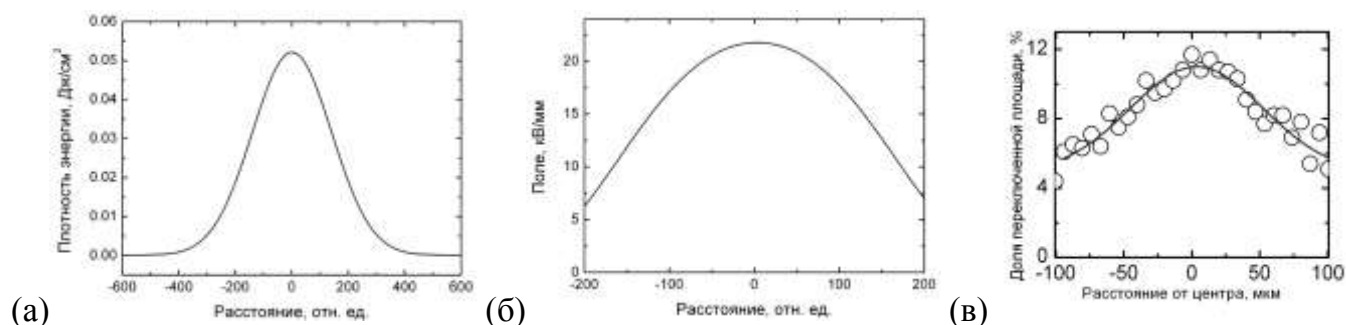 (а)
Плотность энергии, Дж/см²
0.06
0.05
0.04
0.03
0.02
0.01
0.00
-600 -400 -200 0 200 400 600
Расстояние, отн. ед.
(б)
Поле, кВ/мм
20
15
10
5
0
-200 -100 0 100 200
Расстояние, отн. ед.
(в)
Доля переключенной площади, %
12
8
4
0
-100 -50 0 50 100
Расстояние от центра, мкм